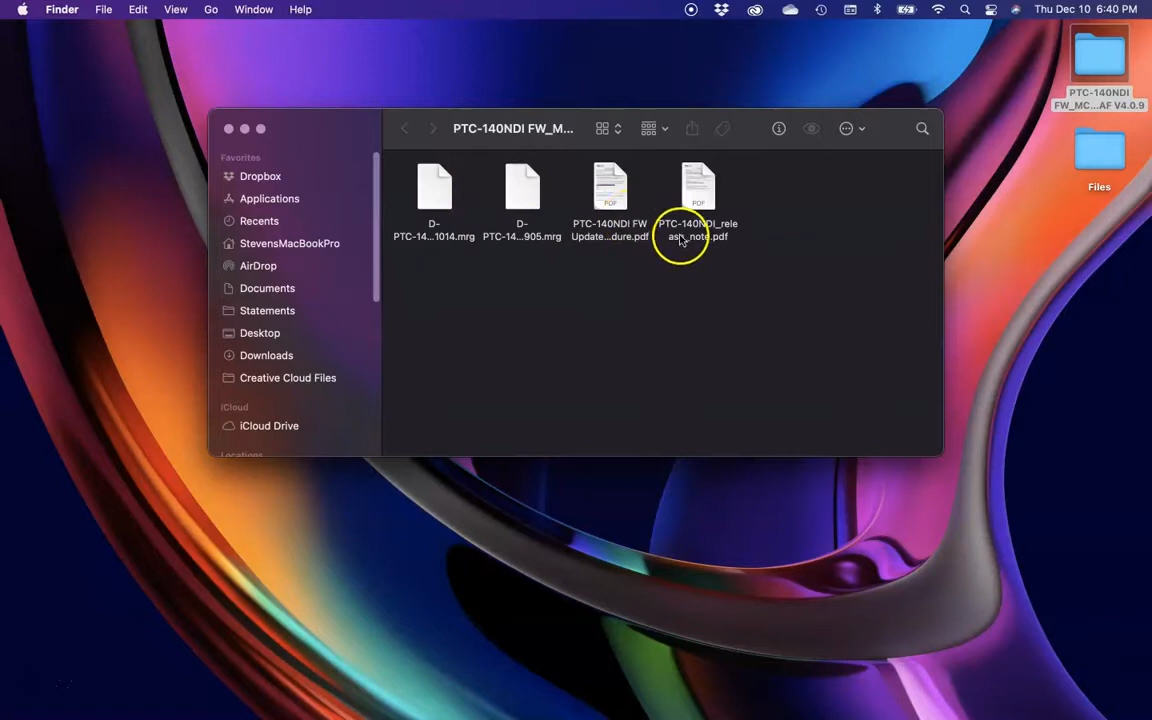 Finder File Edit View Go Window Help
Thu Dec 10 6:40 PM
PTC-140NDI FW_M...
Favorites
Dropbox
Applications
Recents
StevensMacBookPro
AirDrop
Documents
Statements
Desktop
Downloads
Creative Cloud Files
iCloud
iCloud Drive
Locations
D-
PTC-14...1014.mrg
D-
PTC-14...905.mrg
PDF
PTC-140NDI FW
Update...dure.pdf
PDF
PTC-140NDI_rele
ase_note.pdf
PTC-140NDI
FW_MC...AF V4.0.9
Files